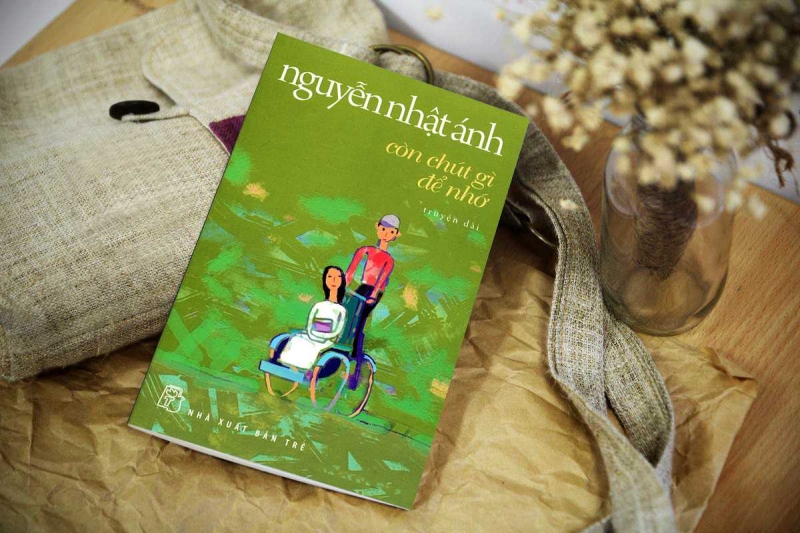 nguyễn nhật ánh
còn chút gì
để nhớ
truyện dài
NHÀ XUẤT BẢN TRẺ